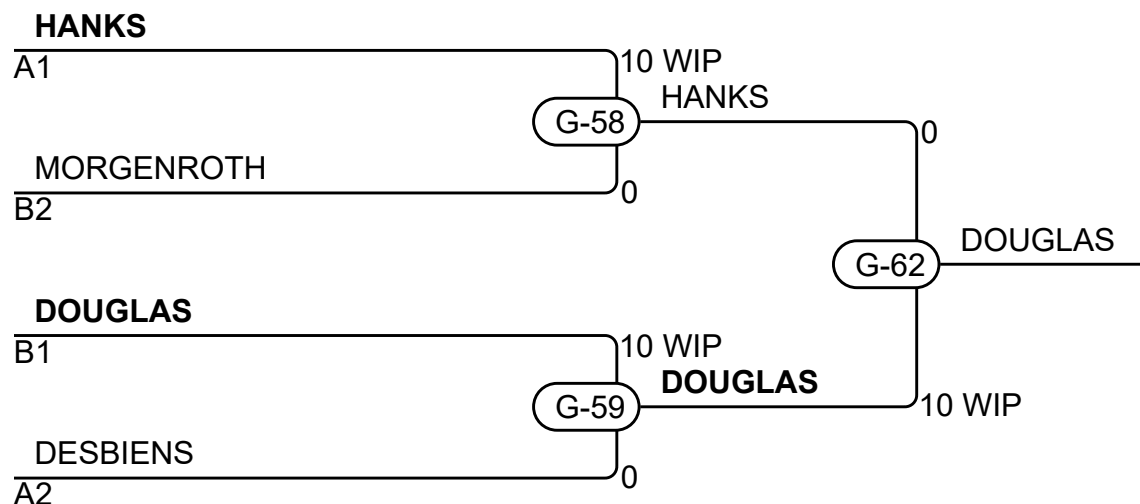 HANKS
A1
10 WIP
HANKS
G-58
0
MORGENROTH
B2
0
DOUGLAS
G-62
DOUGLAS
B1
10 WIP
DOUGLAS
G-59
10 WIP
DESBIENS
A2
0